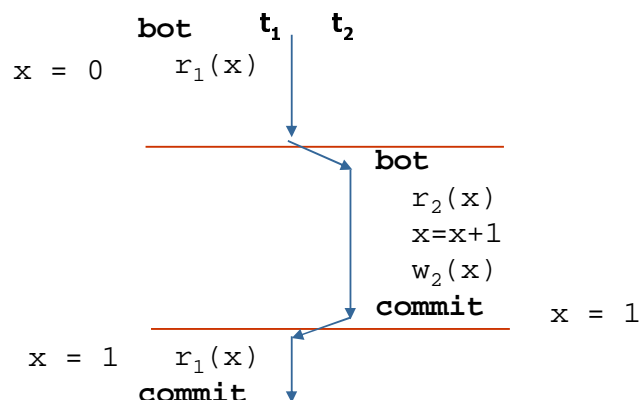 bot t₁ t₂
x = 0 r₁(x)
bot
r₂(x)
x=x+1
w₂(x)
commit
x = 1
x = 1 r₁(x)
commit